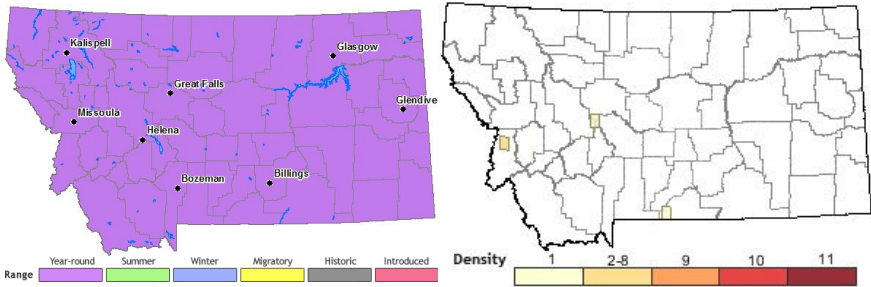 Kalispell
Glasgow
Great Falls
Glendive
Missoula
Helena
Bozeman
Billings
Range
Year-round Summer Winter Migratory Historic Introduced
Density
1 2-8 9 10 11